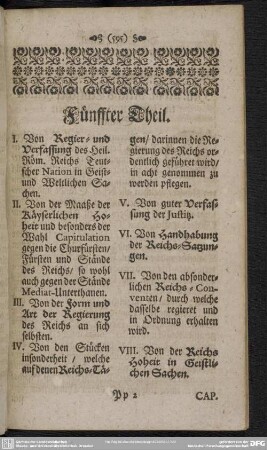 (595)
Fünffter Theil.
I. Von Regier- und
Verfassung des Heil.
Röm. Reichs Teut-
scher Nation in Geist-
und Weltlichen Sa-
chen.
II. Von der Maaße der
Käyserlichen Ho-
heit und besonders der
Wahl Capitulation
gegen die Churfürsten/
Fürsten und Stände
des Reichs/ so wohl
auch gegen der Stände
Mediat-Unterthanen.
III. Von der Form und
Art der Regierung
des Reichs an sich
selbsten.
IV. Von den Stücken
insonderheit / welche
auf denen Reichs-Tä-
gen/ darinnen die Re-
gierung des Reichs or-
dentlich geführet wird/
in acht genommen zu
werden pflegen.
V. Von guter Verfas-
sung der Justitz.
VI. Von Handhabung
der Reichs-Satzun-
gen.
VII. Von den absonder-
lichen Reichs-Con-
venten/ durch welche
dasselbe regieret und
in Ordnung erhalten
wird.
VIII. Von der Reichs
Hoheit in Geistli-
chen Sachen.
Pp 2
CAP.